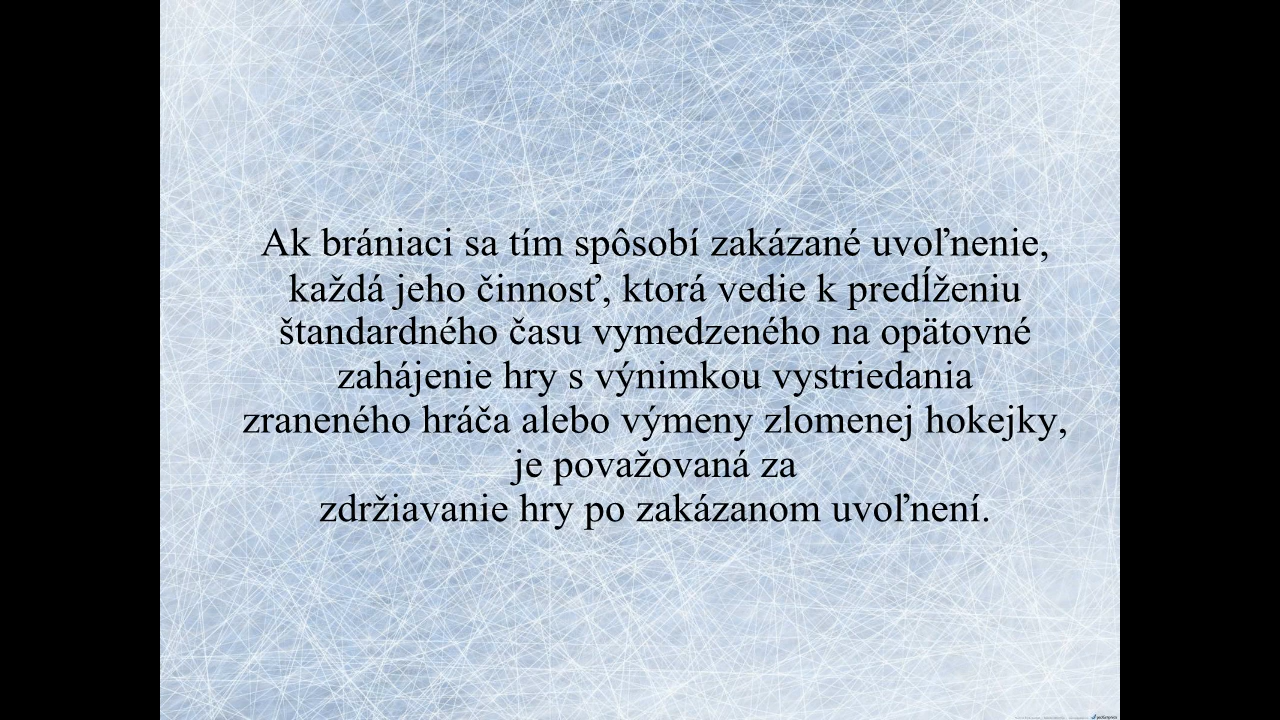 Ak brániaci sa tím spôsobí zakázané uvoľnenie,
každá jeho činnosť, ktorá vedie k predĺženiu
štandardného času vymedzeného na opätovné
zahájenie hry s výnimkou vystriedania
zraneného hráča alebo výmeny zlomenej hokejky,
je považovaná za
zdržiavanie hry po zakázanom uvoľnení.